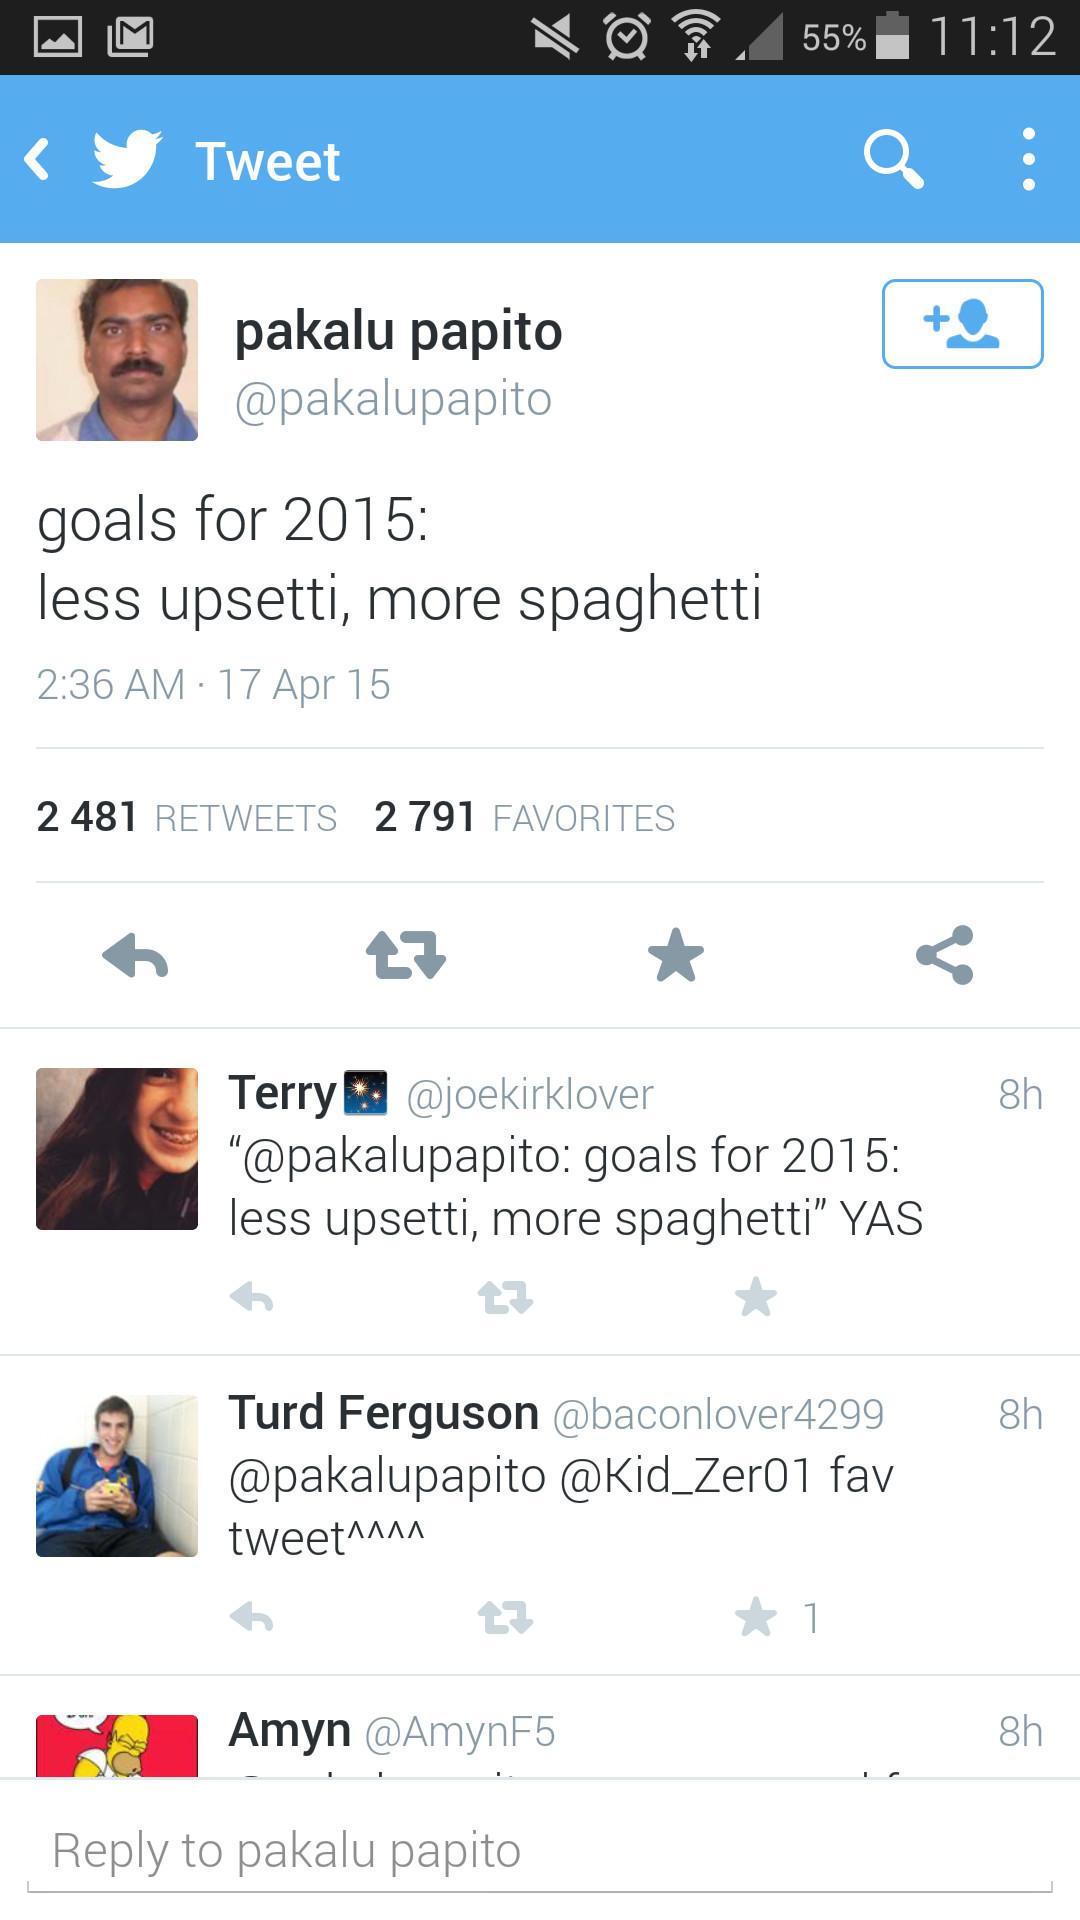 55% 11:12
Tweet
pakalu papito
@pakalupapito
goals for 2015:
less upsetti, more spaghetti
2:36 AM · 17 Apr 15
2 481 RETWEETS 2 791 FAVORITES
Terry🎆 @joekirklover 8h
“@pakalupapito: goals for 2015:
less upsetti, more spaghetti” YAS
Turd Ferguson @baconlover4299 8h
@pakalupapito @Kid_Zer01 fav
tweet^^^^
1
Amyn @AmynF5 8h
Reply to pakalu papito